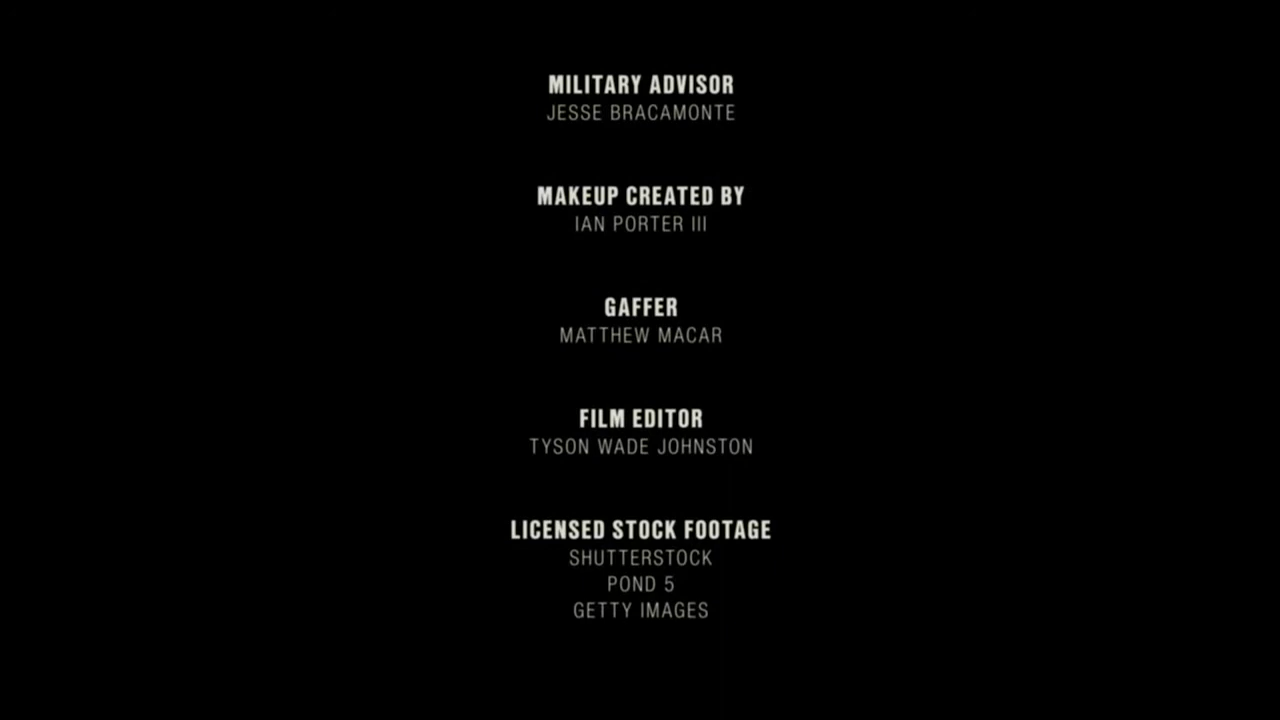 MILITARY ADVISOR
JESSE BRACAMONTE
MAKEUP CREATED BY
IAN PORTER III
GAFFER
MATTHEW MACAR
FILM EDITOR
TYSON WADE JOHNSTON
LICENSED STOCK FOOTAGE
SHUTTERSTOCK
POND 5
GETTY IMAGES